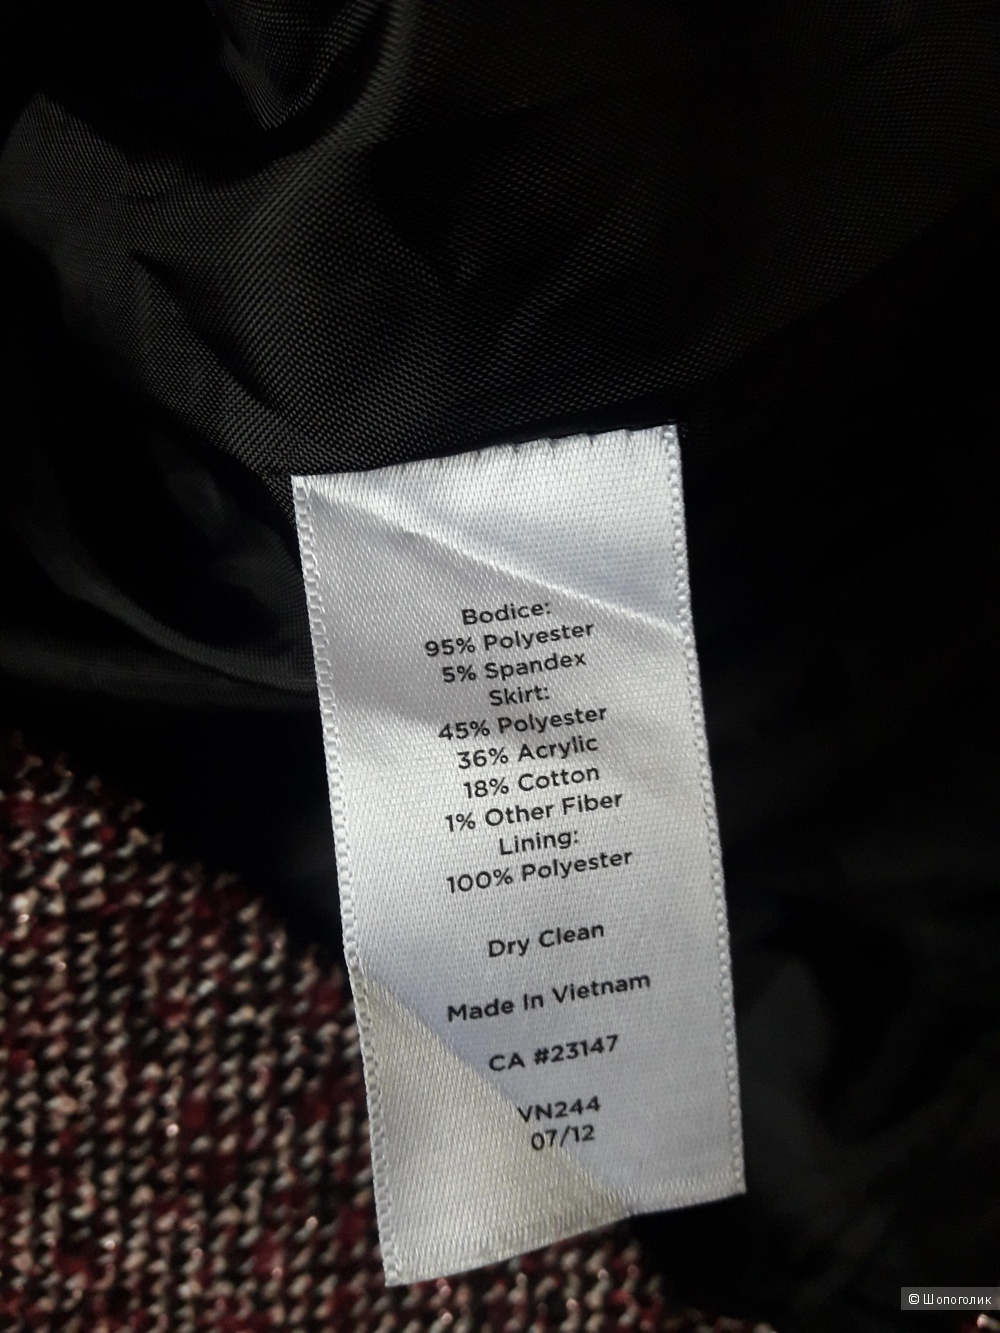 Bodice:
95% Polyester
5% Spandex
Skirt:
45% Polyester
36% Acrylic
18% Cotton
1% Other Fiber
Lining:
100% Polyester
Dry Clean
Made In Vietnam
CA #23147
VN244
07/12
© Шопоголик